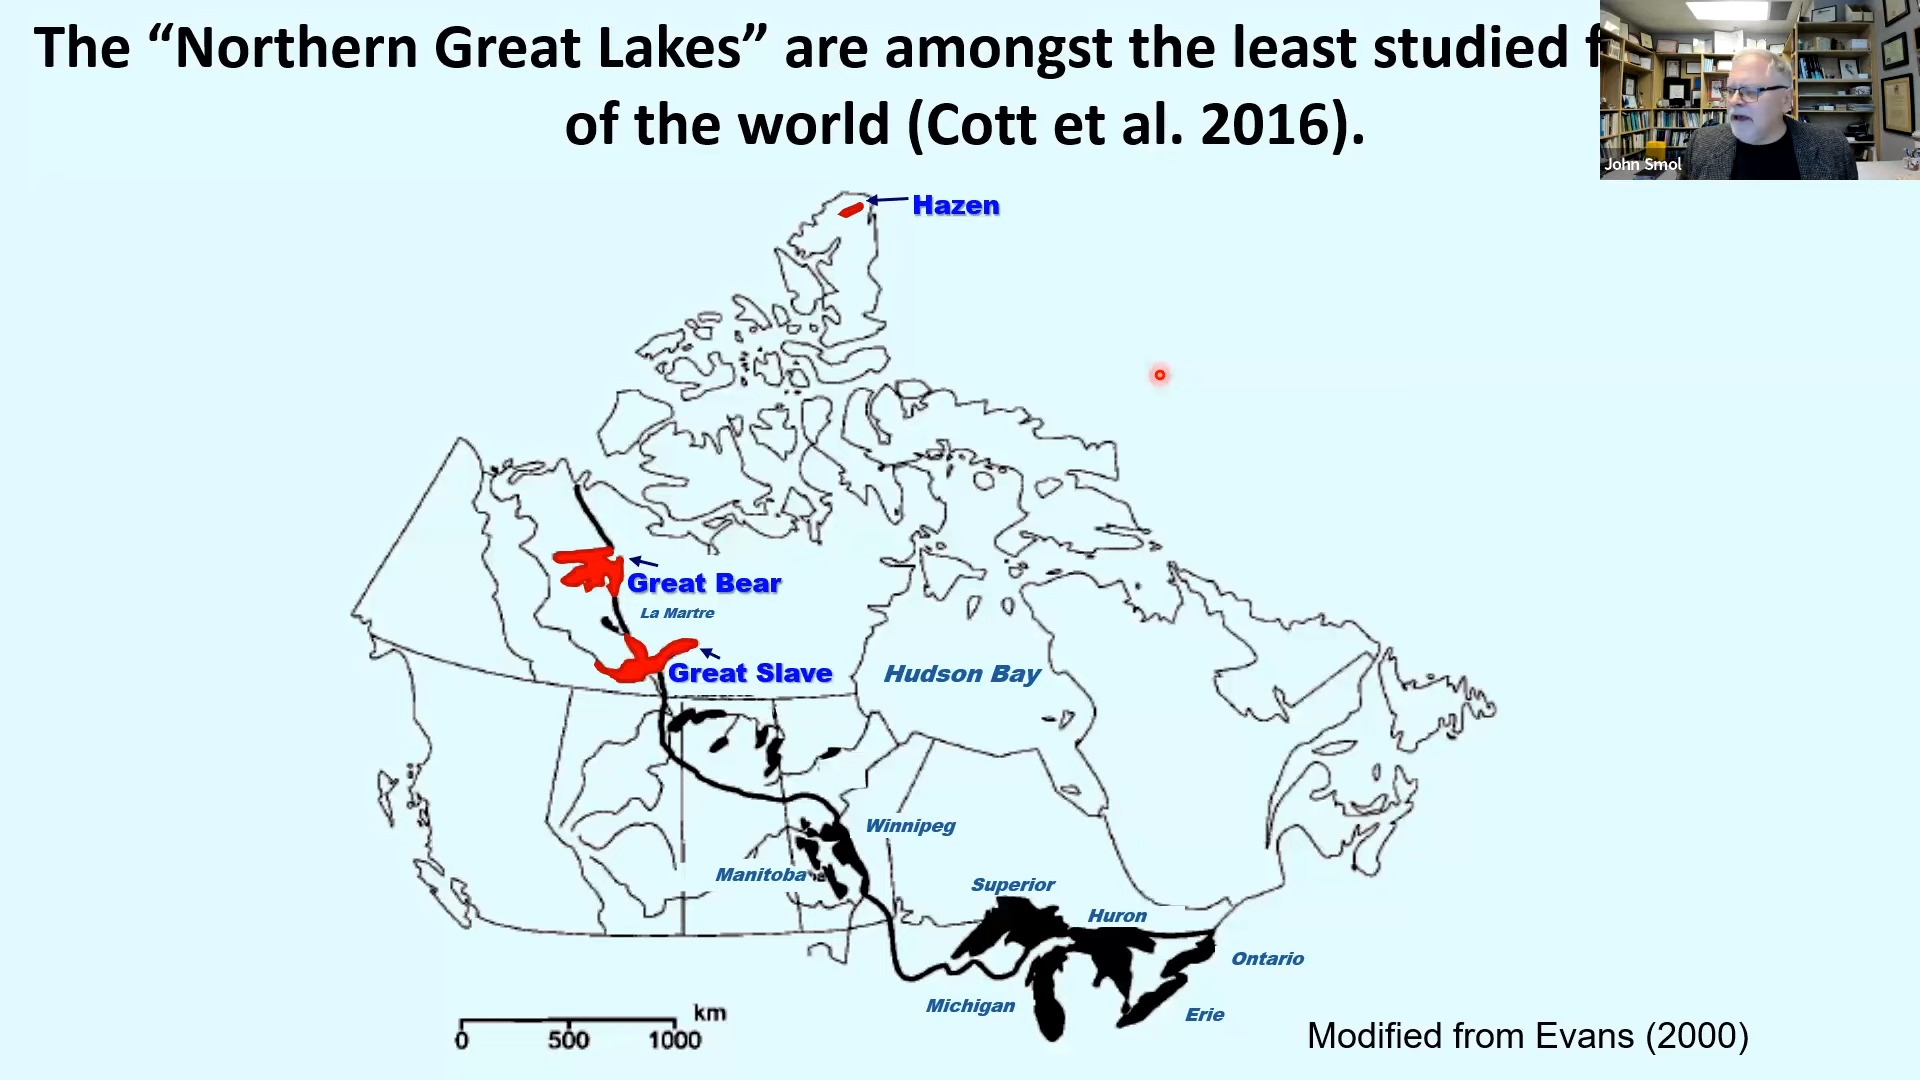 The “Northern Great Lakes” are amongst the least studied
of the world (Cott et al. 2016).
John Smol
Hazen
Great Bear
La Martre
Great Slave
Hudson Bay
Winnipeg
Manitoba
Superior
Huron
Ontario
Michigan
Erie
km
0 500 1000
Modified from Evans (2000)